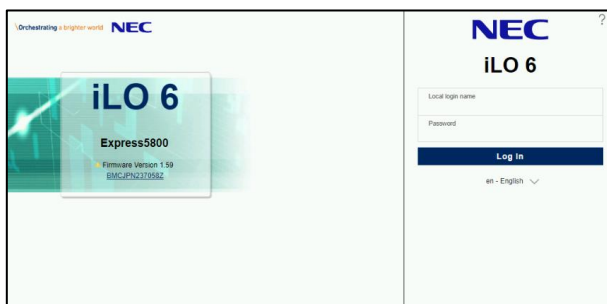 \Orchestrating a brighter world NEC
iLO 6
Express5800
Firmware Version 1.59
BMCJPN237058Z
?
NEC
iLO 6
Local login name
Password
Log In
en - English